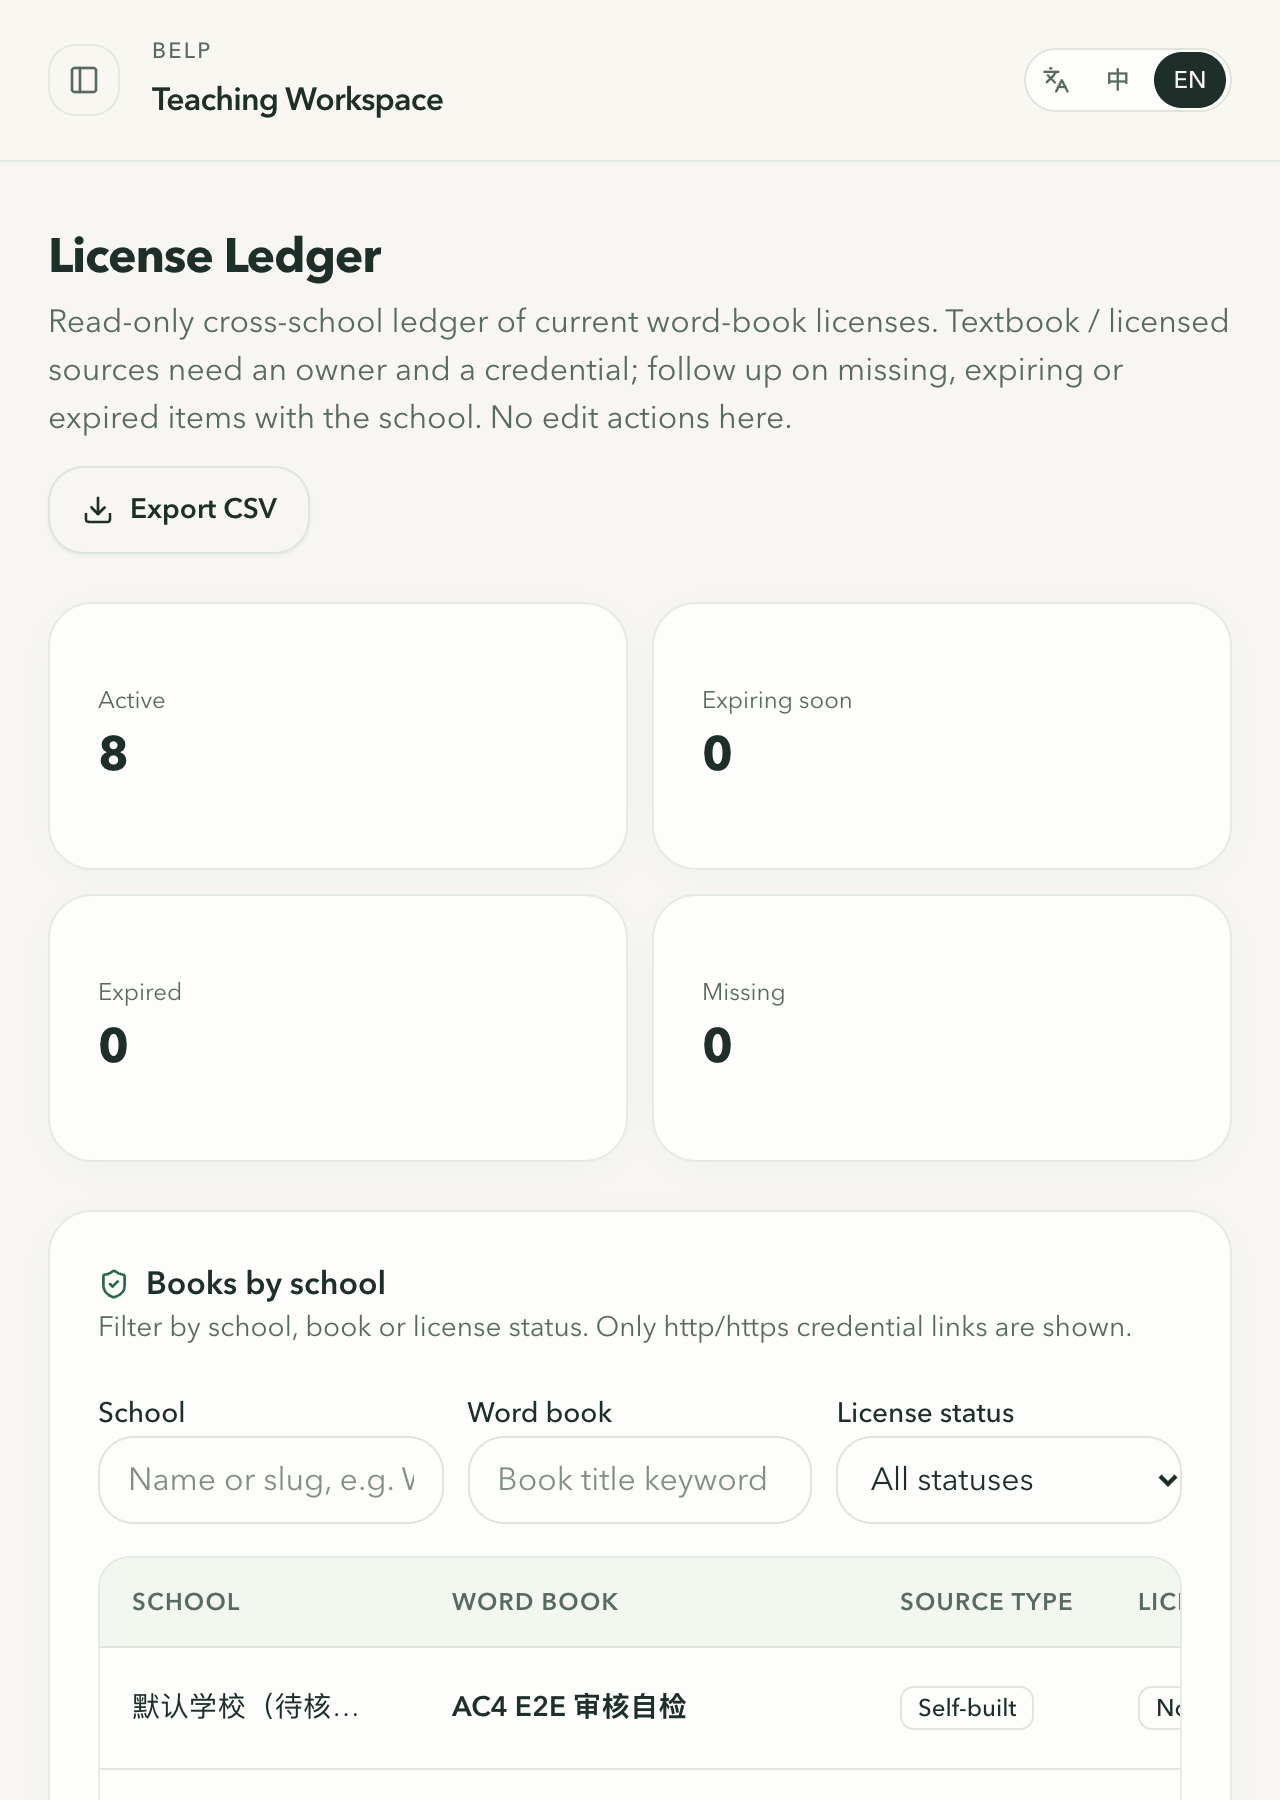 BELP
Teaching Workspace
中
EN
License Ledger
Read-only cross-school ledger of current word-book licenses. Textbook / licensed
sources need an owner and a credential; follow up on missing, expiring or
expired items with the school. No edit actions here.
Export CSV
Active
8
Expiring soon
0
Expired
0
Missing
0
Books by school
Filter by school, book or license status. Only http/https credential links are shown.
School
Word book
License status
Name or slug, e.g.
Book title keyword
All statuses
SCHOOL
WORD BOOK
SOURCE TYPE
默认学校（待核...
AC4 E2E 审核自检
Self-built